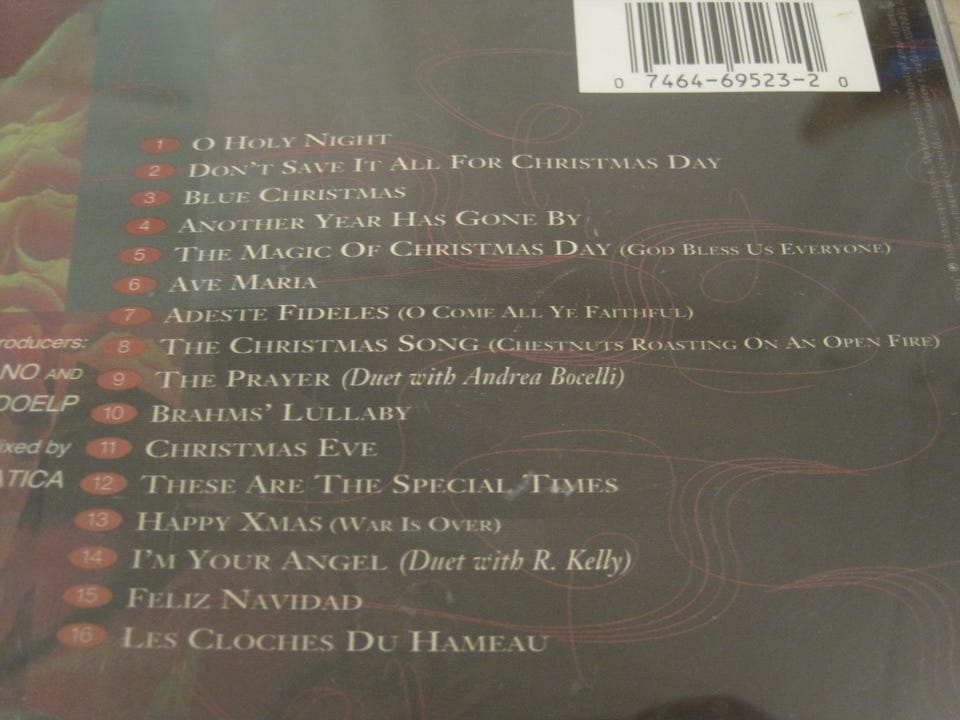 0 7464-69523-2 0
1 O HOLY NIGHT
2 DON'T SAVE IT ALL FOR CHRISTMAS DAY
3 BLUE CHRISTMAS
4 ANOTHER YEAR HAS GONE BY
5 THE MAGIC OF CHRISTMAS DAY (GOD BLESS US EVERYONE)
6 AVE MARIA
7 ADESTE FIDELES (O COME ALL YE FAITHFUL)
8 THE CHRISTMAS SONG (CHESTNUTS ROASTING ON AN OPEN FIRE)
9 THE PRAYER (Duet with Andrea Bocelli)
10 BRAHMS' LULLABY
11 CHRISTMAS EVE
12 THESE ARE THE SPECIAL TIMES
13 HAPPY XMAS (WAR IS OVER)
14 I'M YOUR ANGEL (Duet with R. Kelly)
15 FELIZ NAVIDAD
16 LES CLOCHES DU HAMEAU
roducers:
NO AND
DOELP
ixed by
ATICA